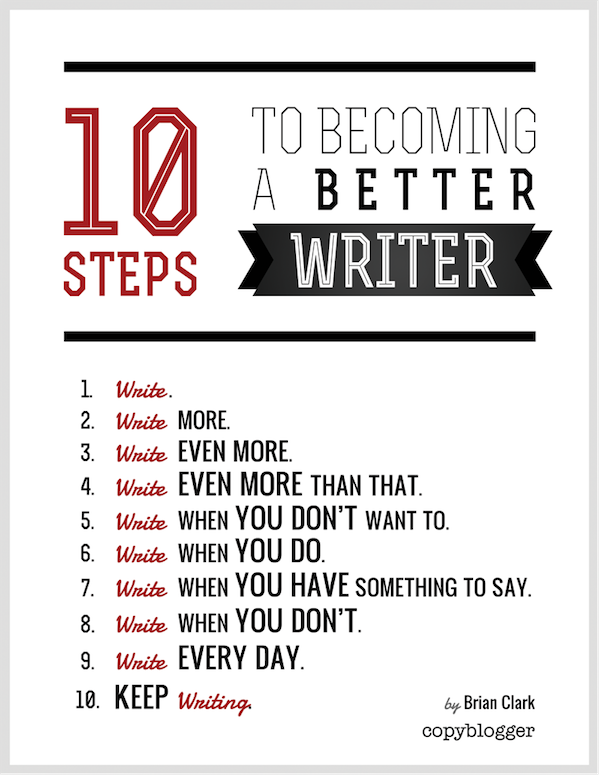 10
STEPS
TO BECOMING
A BETTER
WRITER
1. Write.
2. Write MORE.
3. Write EVEN MORE.
4. Write EVEN MORE THAN THAT.
5. Write WHEN YOU DON'T WANT TO.
6. Write WHEN YOU DO.
7. Write WHEN YOU HAVE SOMETHING TO SAY.
8. Write WHEN YOU DON'T.
9. Write EVERY DAY.
10. KEEP Writing.
by Brian Clark
copyblogger